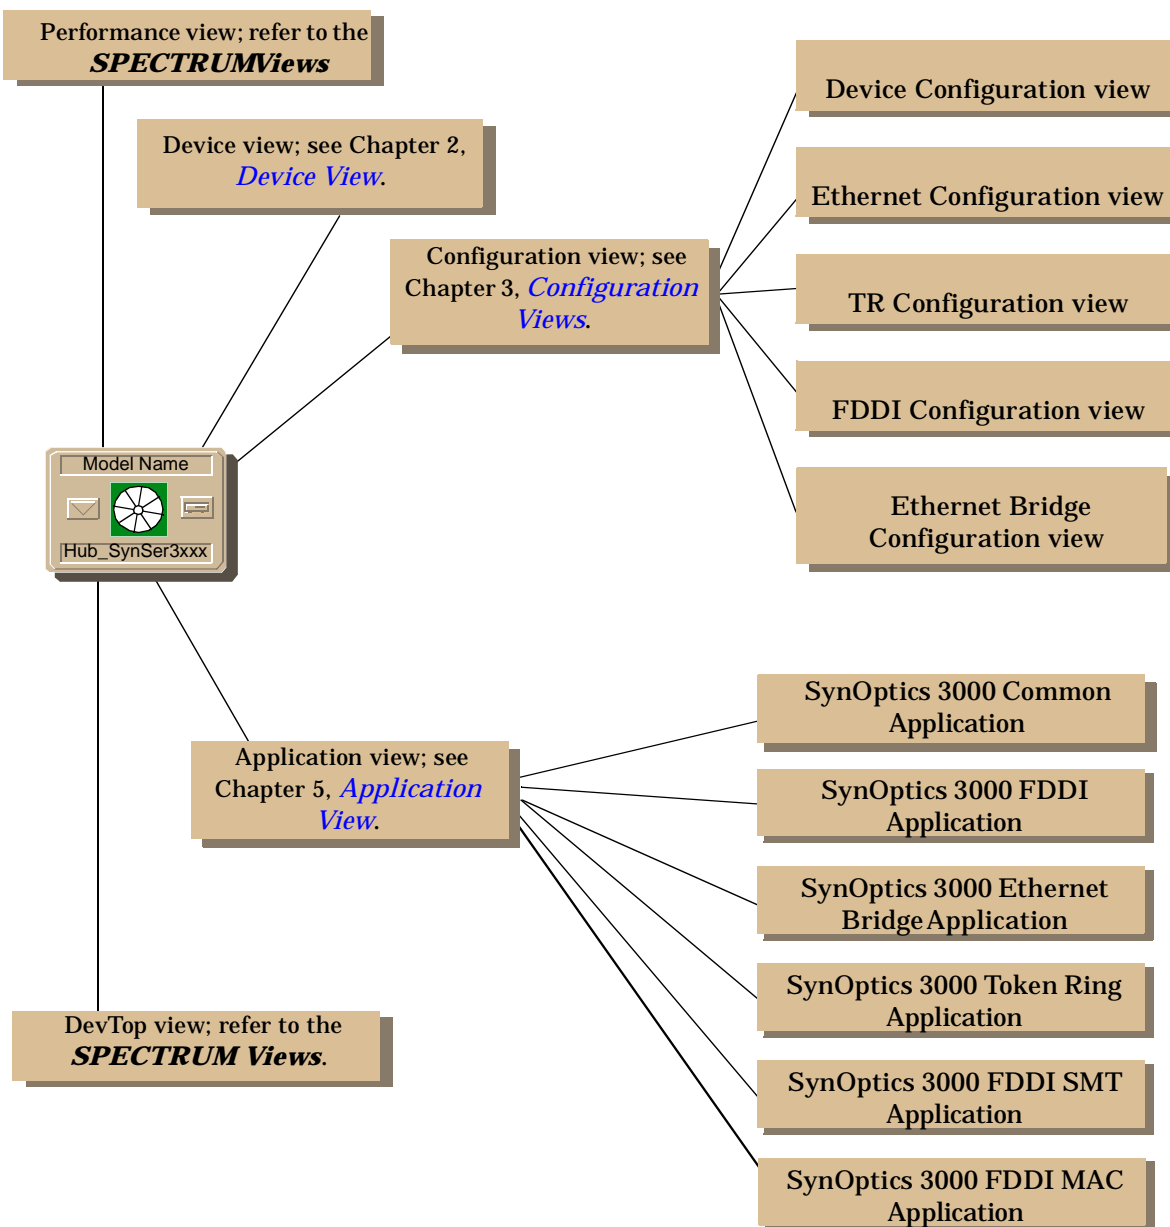 Performance view; refer to the
SPECTRUMViews
Device view; see Chapter 2,
Device View.
Configuration view; see
Chapter 3, Configuration
Views.
Device Configuration view
Ethernet Configuration view
TR Configuration view
FDDI Configuration view
Ethernet Bridge
Configuration view
Model Name
Hub_SynSer3xxx
Application view; see
Chapter 5, Application
View.
SynOptics 3000 Common
Application
SynOptics 3000 FDDI
Application
SynOptics 3000 Ethernet
Bridge Application
SynOptics 3000 Token Ring
Application
SynOptics 3000 FDDI SMT
Application
SynOptics 3000 FDDI MAC
Application
DevTop view; refer to the
SPECTRUM Views.